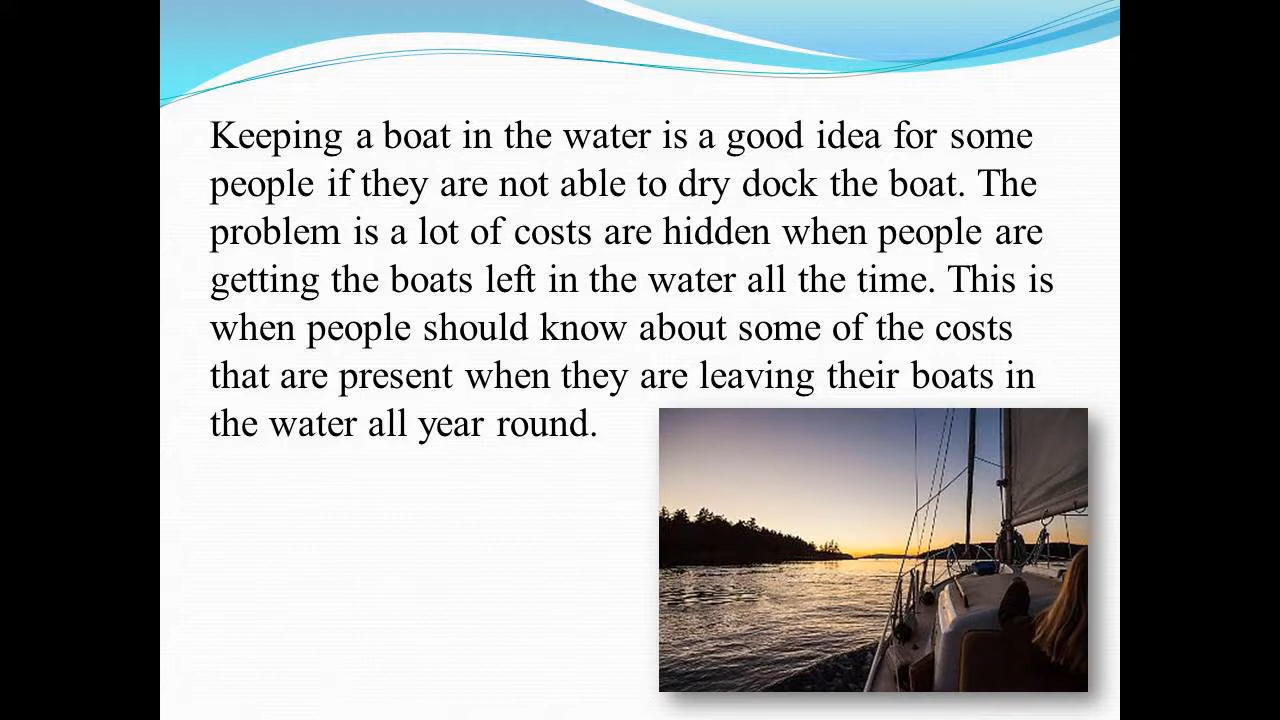 Keeping a boat in the water is a good idea for some
people if they are not able to dry dock the boat. The
problem is a lot of costs are hidden when people are
getting the boats left in the water all the time. This is
when people should know about some of the costs
that are present when they are leaving their boats in
the water all year round.